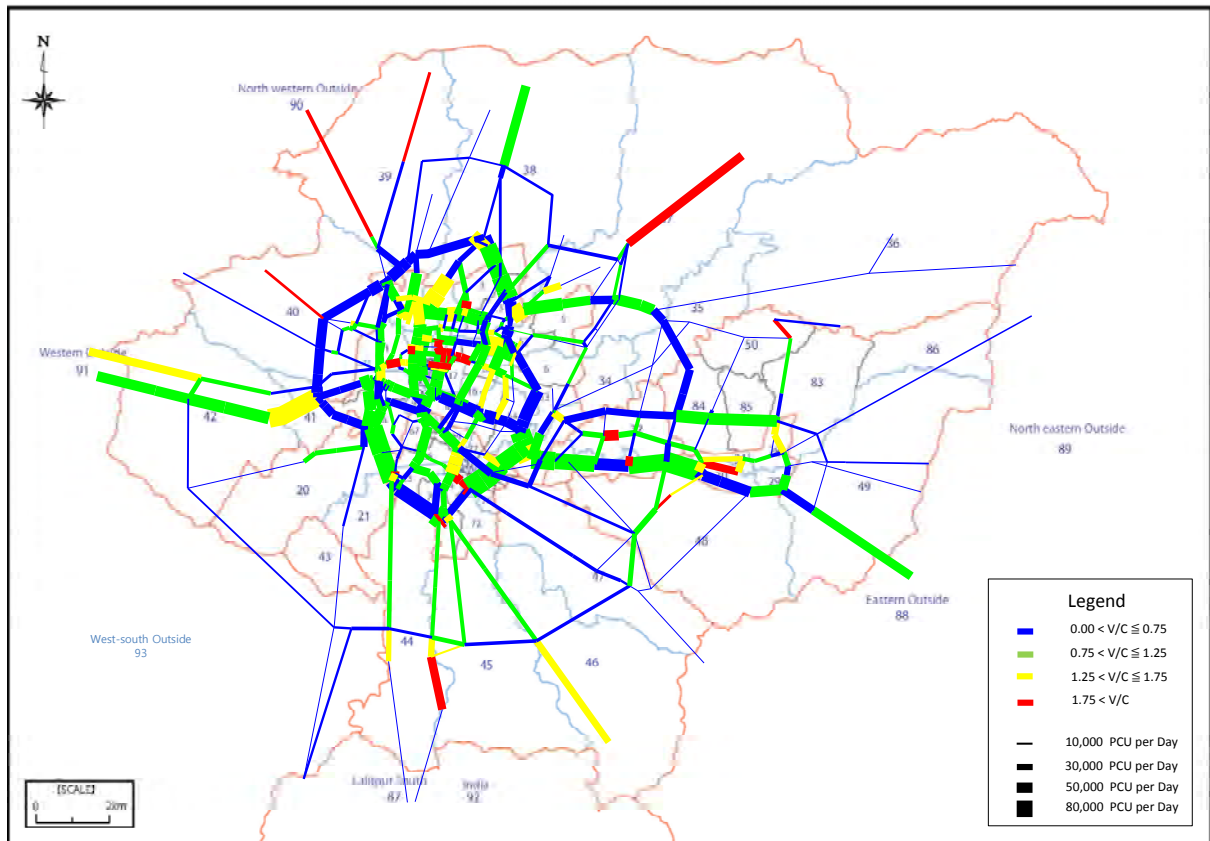 N
North western Outside
90
39
38
36
35
40
Western
91
50
86
34
83
41
42
84
85
North eastern Outside
89
20
49
21
72
48
43
47
Eastern Outside
88
West-south Outside
93
44
45
46
Lalitpur South
87
India
92
[SCALE]
0 2km
Legend
0.00 < V/C ≦ 0.75
0.75 < V/C ≦ 1.25
1.25 < V/C ≦ 1.75
1.75 < V/C
10,000 PCU per Day
30,000 PCU per Day
50,000 PCU per Day
80,000 PCU per Day